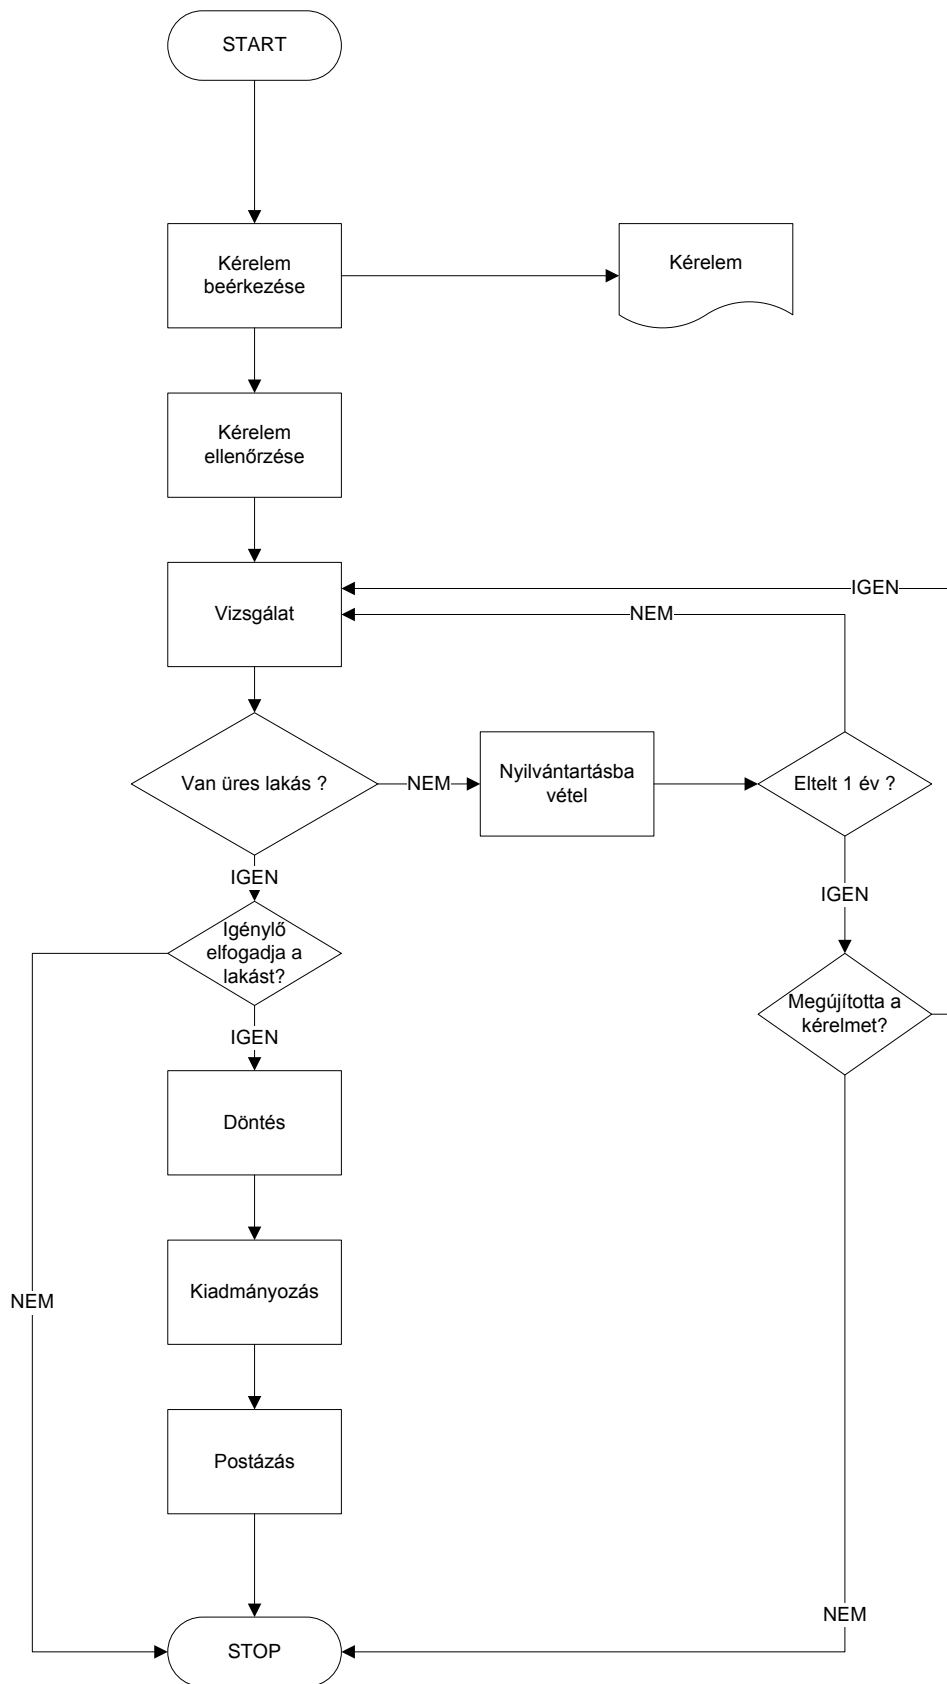 START
Kérelem
beérkezése
Kérelem
Kérelem
ellenőrzése
IGEN
Vizsgálat
NEM
Van üres lakás ?
NEM
Nyilvántartásba
vétel
Eltelt 1 év ?
IGEN
IGEN
Igénylő
elfogadja a
lakást?
Megújította a
kérelmet?
IGEN
Döntés
Kiadmányozás
NEM
Postázás
NEM
STOP